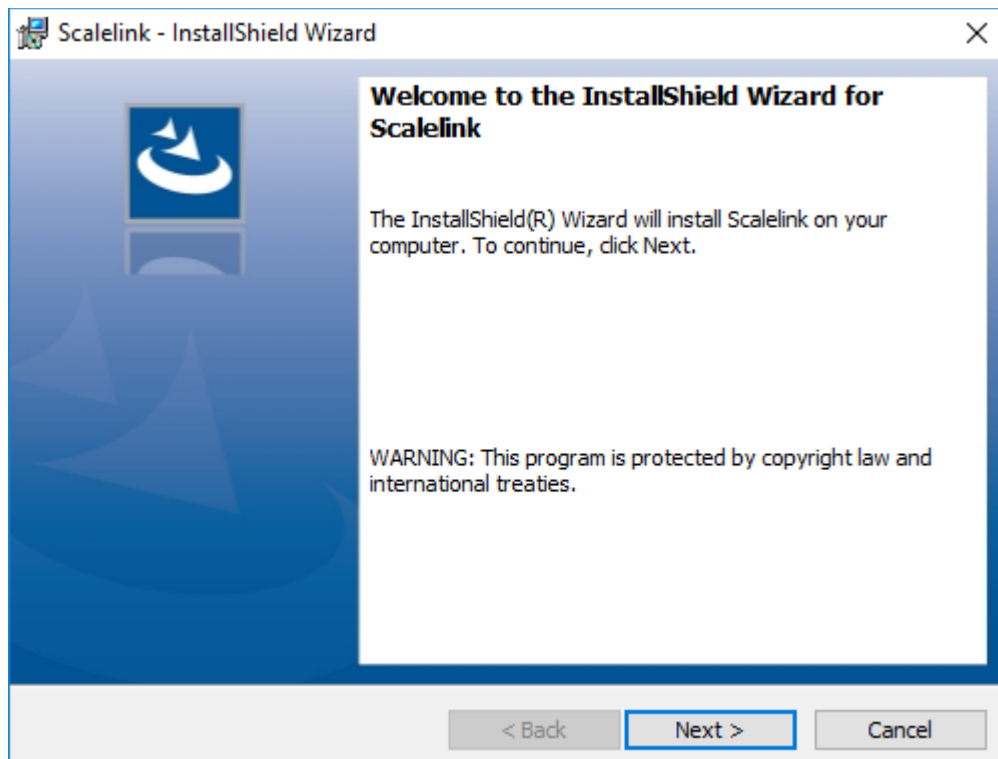 Scalelink - InstallShield Wizard
Welcome to the InstallShield Wizard for
Scalelink
The InstallShield(R) Wizard will install Scalelink on your
computer. To continue, click Next.
WARNING: This program is protected by copyright law and
international treaties.
< Back
Next >
Cancel